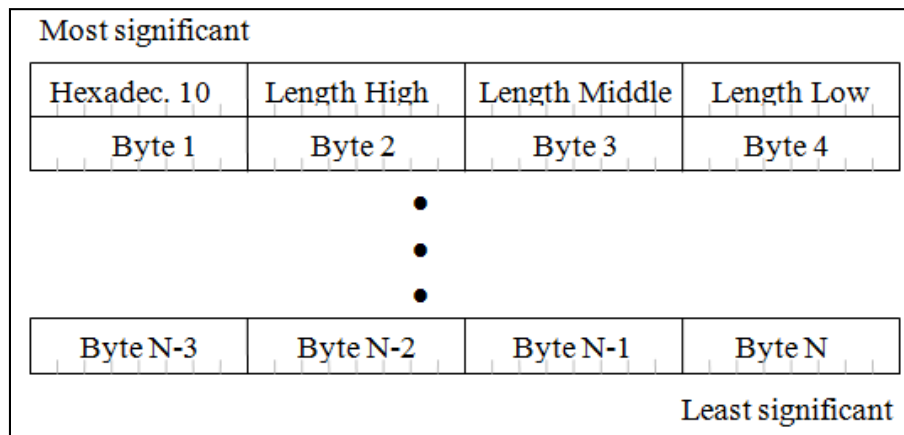 Most significant
Hexadec. 10 Length High Length Middle Length Low
Byte 1 Byte 2 Byte 3 Byte 4
Byte N-3 Byte N-2 Byte N-1 Byte N
Least significant